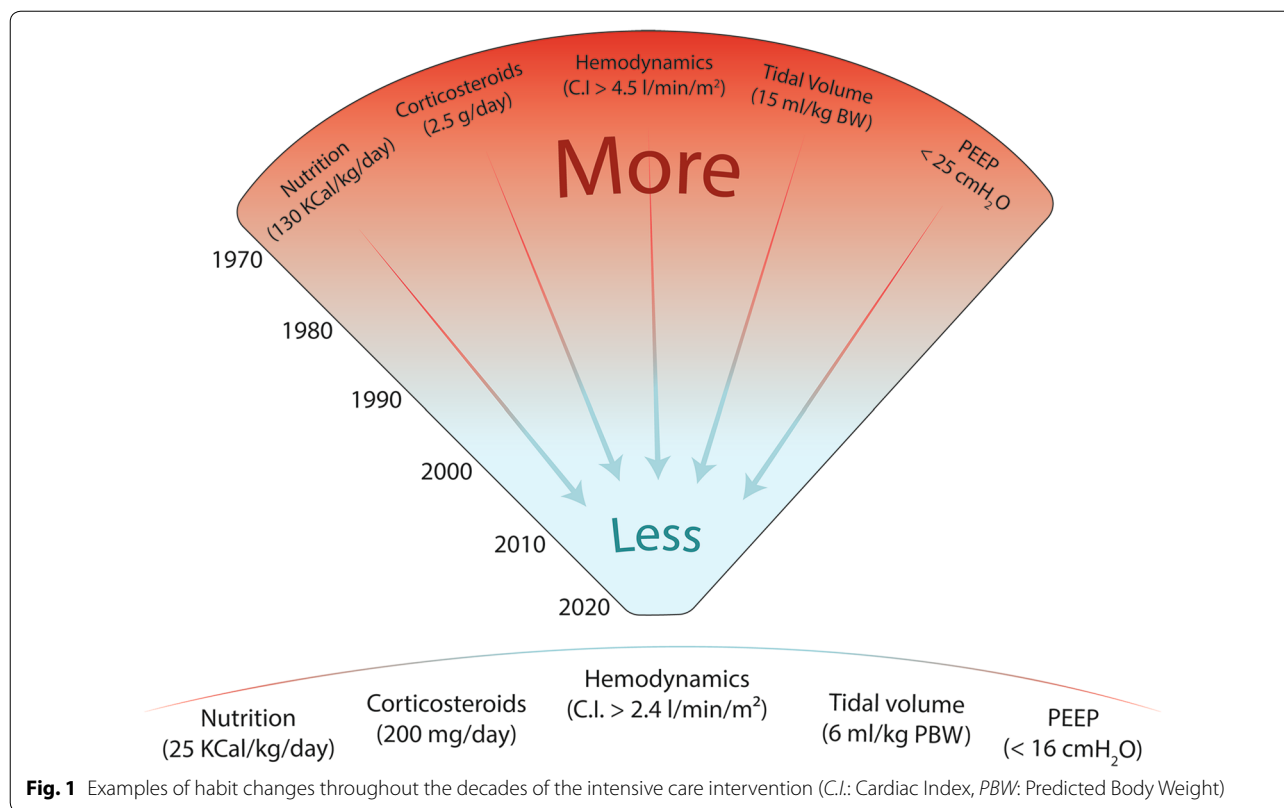 Nutrition
(130 KCal/kg/day)
Corticosteroids
(2.5 g/day)
Hemodynamics
(C.I > 4.5 l/min/m²)
Tidal Volume
(15 ml/kg BW)
PEEP
< 25 cmH₂O
More
1970
1980
1990
2000
2010
2020
Less
Nutrition
(25 KCal/kg/day)
Corticosteroids
(200 mg/day)
Hemodynamics
(C.I. > 2.4 l/min/m²)
Tidal volume
(6 ml/kg PBW)
PEEP
(< 16 cmH₂O)
Fig. 1 Examples of habit changes throughout the decades of the intensive care intervention (C.I.: Cardiac Index, PBW: Predicted Body Weight)